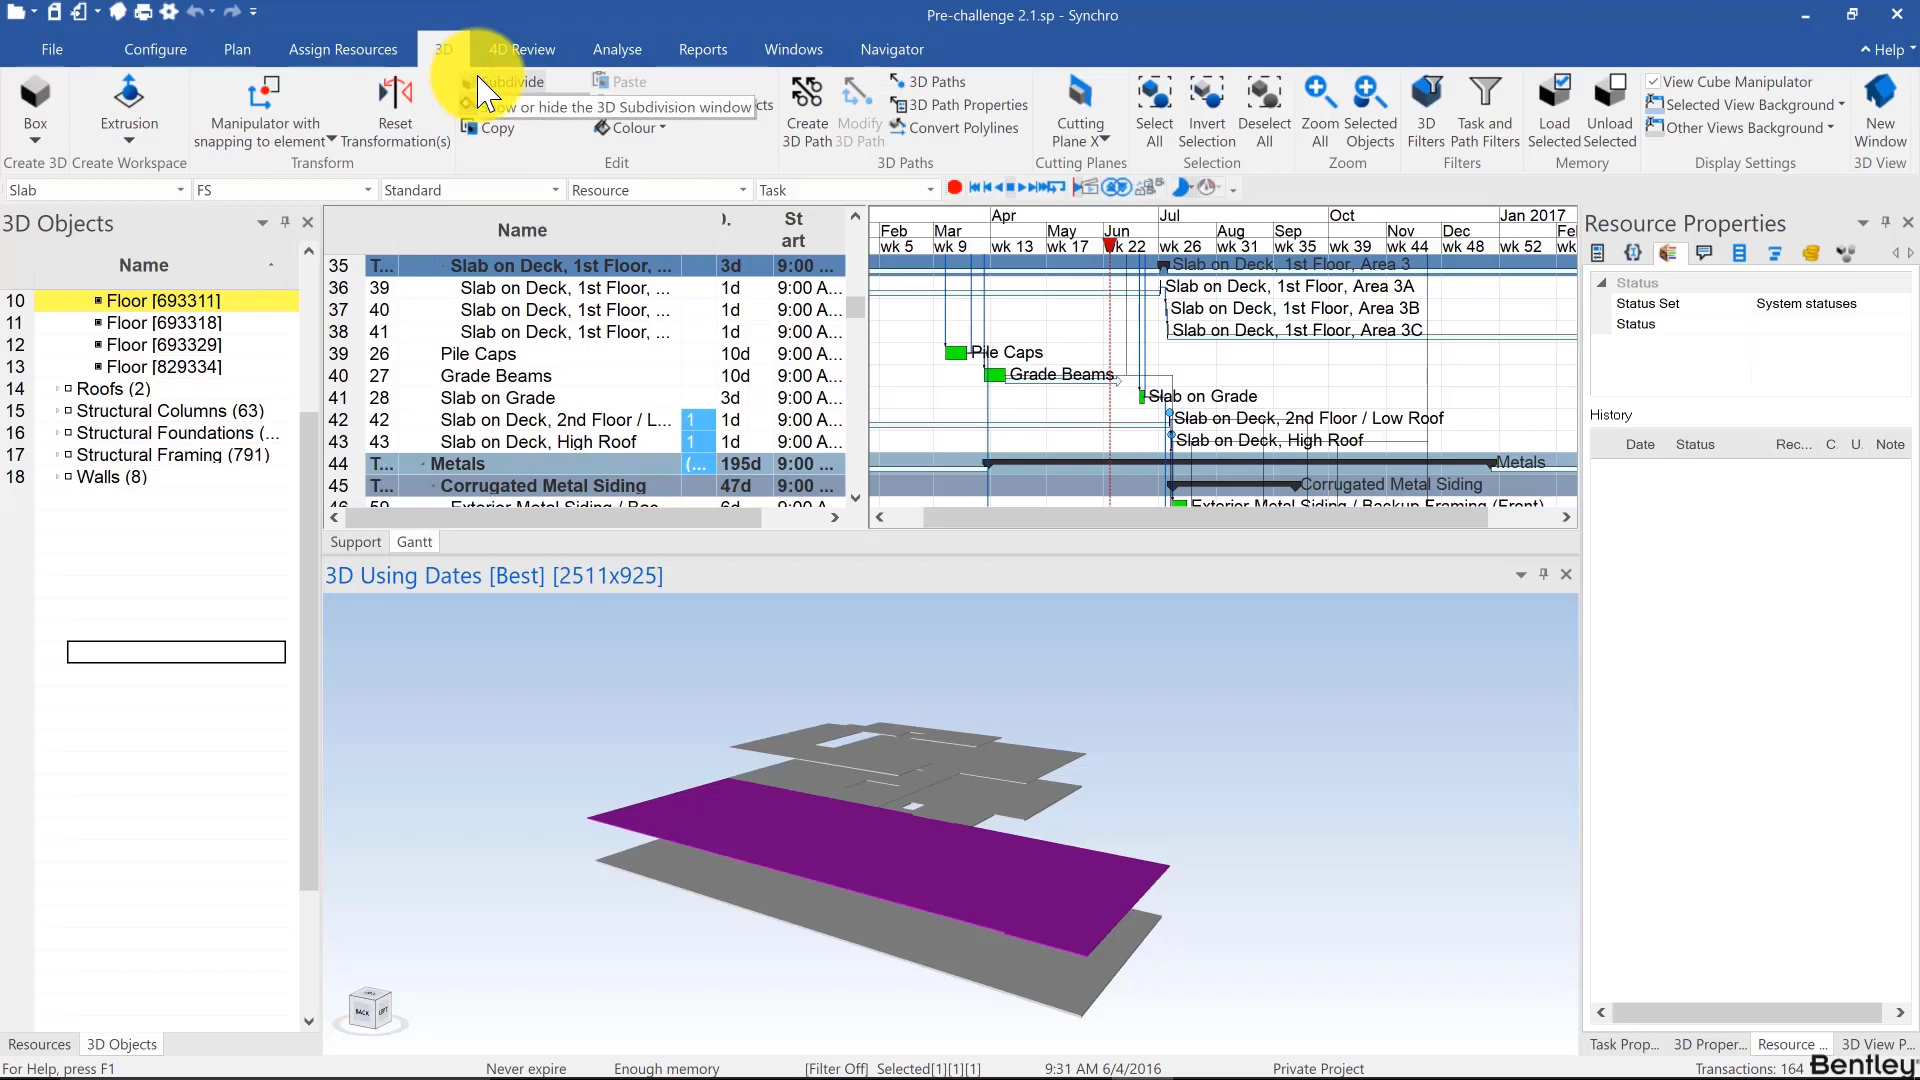 Pre-challenge 2.1.sp - Synchro
File Configure Plan Assign Resources 3D 4D Review Analyse Reports Windows Navigator Help
Box
Create 3D
Extrusion
Create Workspace
Manipulator with
snapping to element
Reset
Transformation(s)
Transform
Subdivide
Paste
or hide the 3D Subdivision window
Copy
Colour
Edit
Create
3D Path
Modify
3D Path
3D Paths
3D Path Properties
Convert Polylines
3D Paths
Cutting
Plane X
Cutting Planes
Select
All
Invert
Selection
Deselect
All
Selection
Zoom
All
Selected
Objects
Zoom
3D
Filters
Task and
Path Filters
Filters
Load
Selected
Unload
Selected
Memory
View Cube Manipulator
Selected View Background
Other Views Background
Display Settings
New
Window
3D View
Slab FS Standard Resource Task
3D Objects
Name
10 Floor [693311]
11 Floor [693318]
12 Floor [693329]
13 Floor [829334]
14 Roofs (2)
15 Structural Columns (63)
16 Structural Foundations (...
17 Structural Framing (791)
18 Walls (8)
Resources 3D Objects
Name St
art
35 T... Slab on Deck, 1st Floor, ... 3d 9:00 ...
36 39 Slab on Deck, 1st Floor, ... 1d 9:00 A...
37 40 Slab on Deck, 1st Floor, ... 1d 9:00 A...
38 41 Slab on Deck, 1st Floor, ... 1d 9:00 A...
39 26 Pile Caps 10d 9:00 A...
40 27 Grade Beams 10d 9:00 A...
41 28 Slab on Grade 3d 9:00 A...
42 42 Slab on Deck, 2nd Floor / L... 1 1d 9:00 A...
43 43 Slab on Deck, High Roof 1 1d 9:00 A...
44 T... Metals (... 195d 9:00 ...
45 T... Corrugated Metal Siding 47d 9:00 ...
46 59 Exterior Metal Siding / Bac... 6d 9:00 A...
Support Gantt
Apr Jul Oct Jan 2017
Feb Mar May Jun Aug Sep Nov Dec
wk 5 wk 9 wk 13 wk 17 wk 22 wk 26 wk 31 wk 35 wk 39 wk 44 wk 48 wk 52 wk
Slab on Deck, 1st Floor, Area 3
Slab on Deck, 1st Floor, Area 3A
Slab on Deck, 1st Floor, Area 3B
Slab on Deck, 1st Floor, Area 3C
Pile Caps
Grade Beams
Slab on Grade
Slab on Deck, 2nd Floor / Low Roof
Slab on Deck, High Roof
Metals
Corrugated Metal Siding
Exterior Metal Siding / Backup Framing (Front)
3D Using Dates [Best] [2511x925]
BACK LEFT
Resource Properties
Status
Status Set System statuses
Status
History
Date Status Rec... C. U. Note
Task Prop... 3D Proper... Resource ... 3D View P...
For Help, press F1 Never expire Enough memory [Filter Off] Selected[1][1][1] 9:31 AM 6/4/2016 Private Project Transactions: 164
Bentley